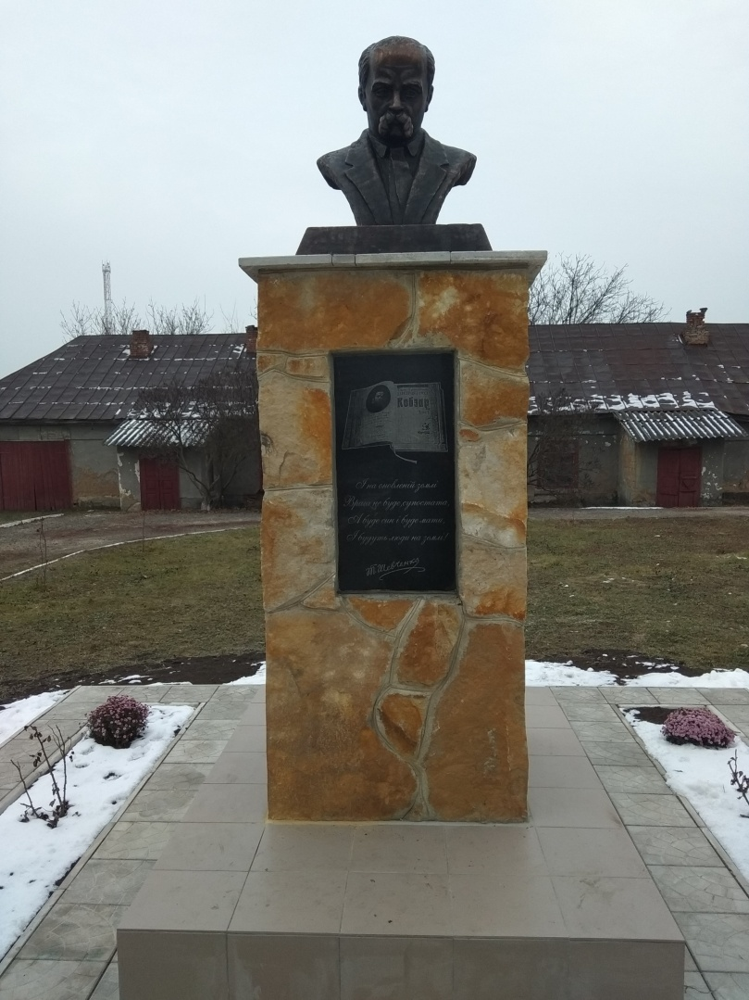 Кобзар
І на оновленій землі
Врага не буде, супостата,
А буде син і буде мати,
І будуть люди на землі!
Т. Шевченко